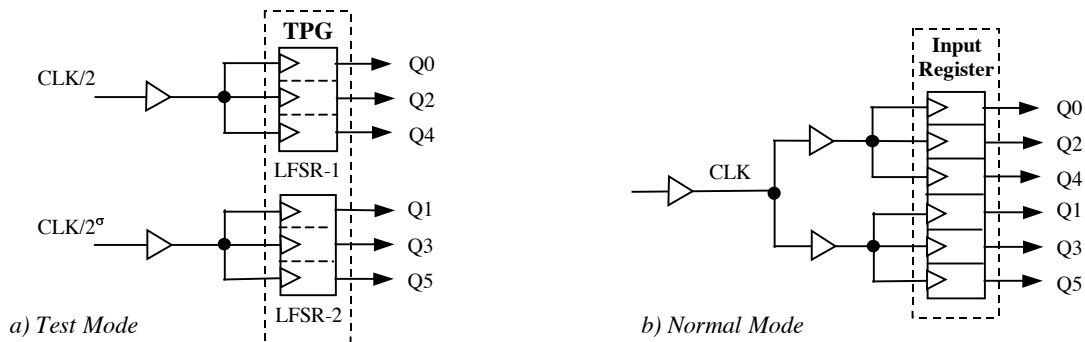 TPG
CLK/2
Q0
Q2
Q4
LFSR-1
CLK/2σ
Q1
Q3
Q5
LFSR-2
a) Test Mode
Input
Register
CLK
Q0
Q2
Q4
Q1
Q3
Q5
b) Normal Mode